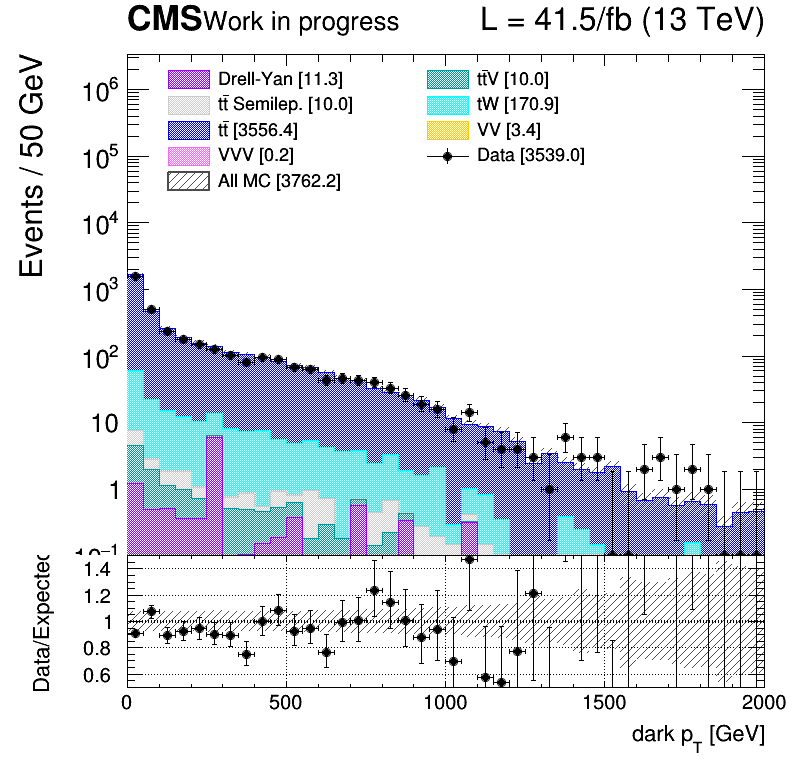 CMS Work in progress L = 41.5/fb (13 TeV)
Events / 50 GeV
Drell-Yan [11.3]
tt̄V [10.0]
tt̄ Semilep. [10.0]
tW [170.9]
tt̄ [3556.4]
VV [3.4]
VVV [0.2]
Data [3539.0]
All MC [3762.2]
10⁶
10⁵
10⁴
10³
10²
10
1
10⁻¹
Data/Expected
1.4
1.2
1
0.8
0.6
0 500 1000 1500 2000
dark p_T [GeV]